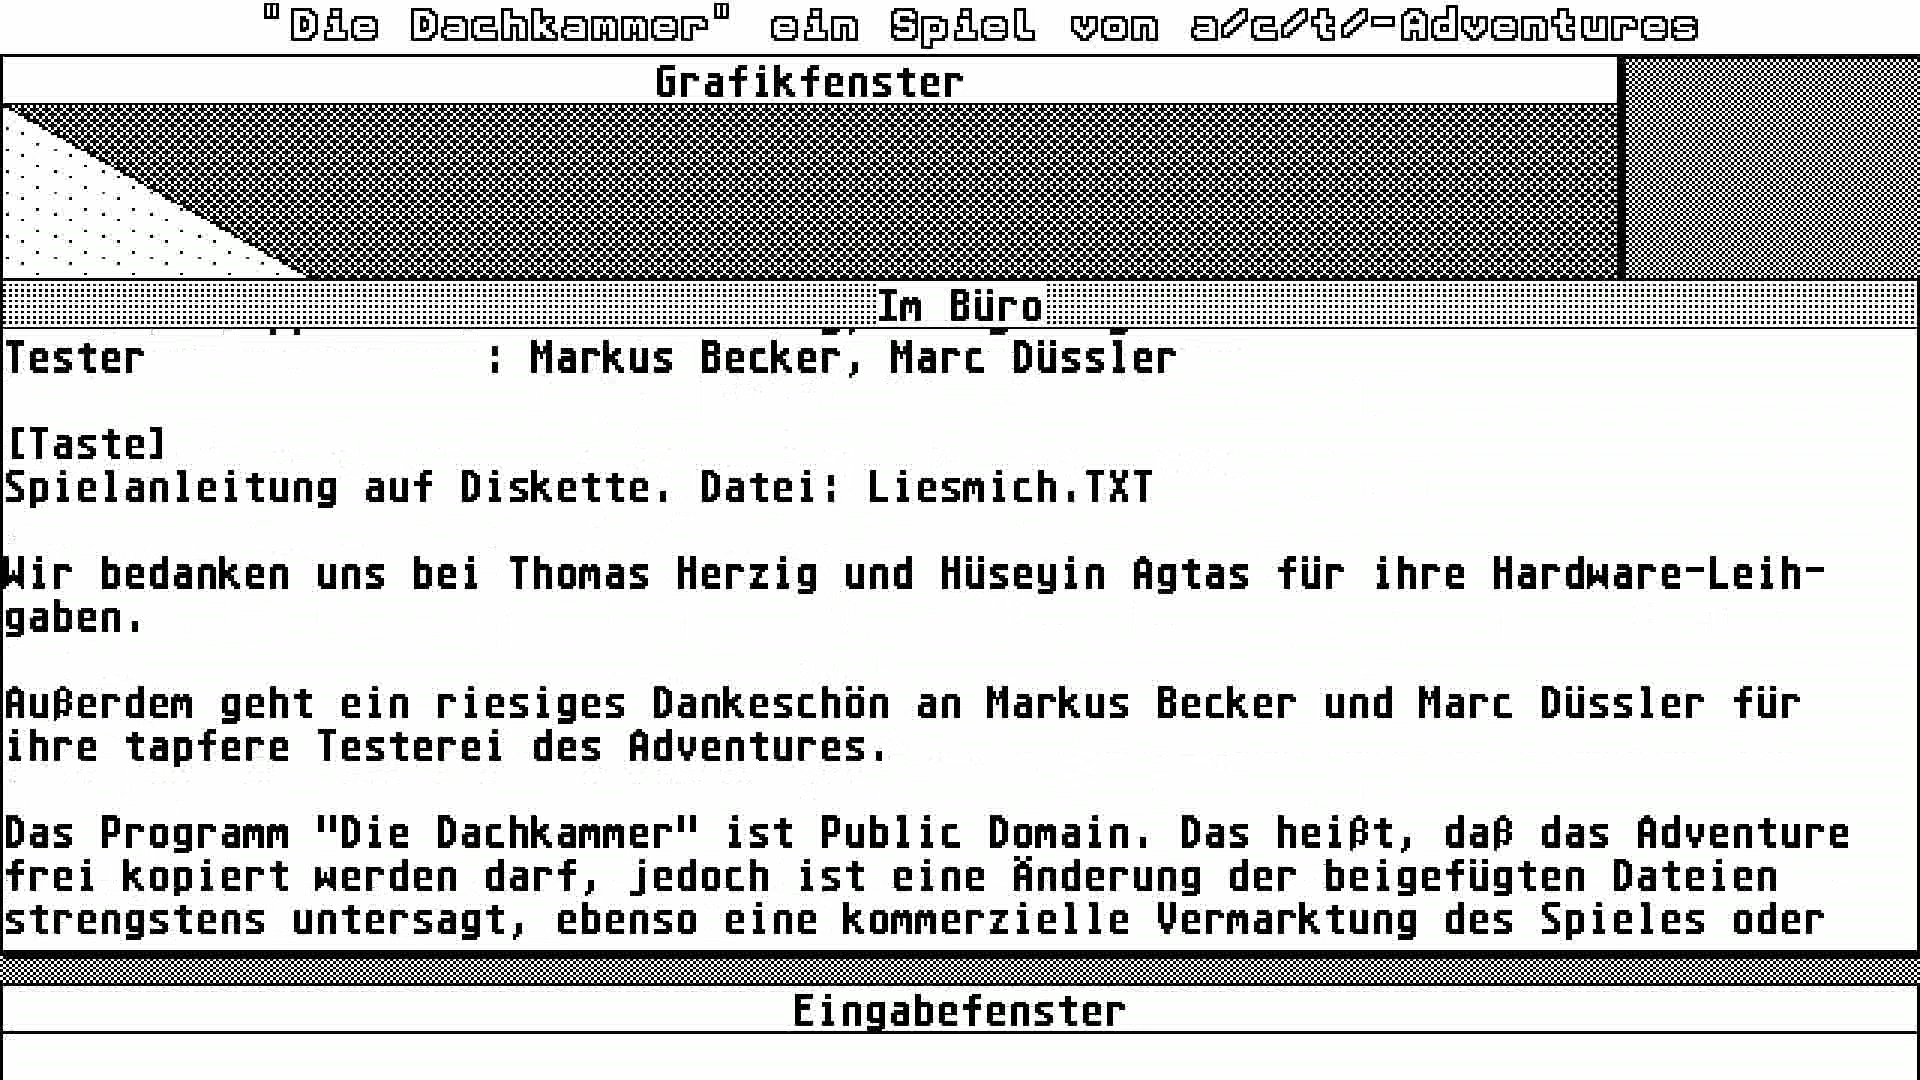 "Die Dachkammer" ein Spiel von a/c/t/-Adventures
Grafikfenster
Im Büro
Tester : Markus Becker, Marc Düssler
[Taste]
Spielanleitung auf Diskette. Datei: Liesmich.TXT
Wir bedanken uns bei Thomas Herzig und Hüseyin Agtas für ihre Hardware-Leih-
gaben.
Außerdem geht ein riesiges Dankeschön an Markus Becker und Marc Düssler für
ihre tapfere Testerei des Adventures.
Das Programm "Die Dachkammer" ist Public Domain. Das heißt, daß das Adventure
frei kopiert werden darf, jedoch ist eine Änderung der beigefügten Dateien
strengstens untersagt, ebenso eine kommerzielle Vermarktung des Spieles oder
Eingabefenster